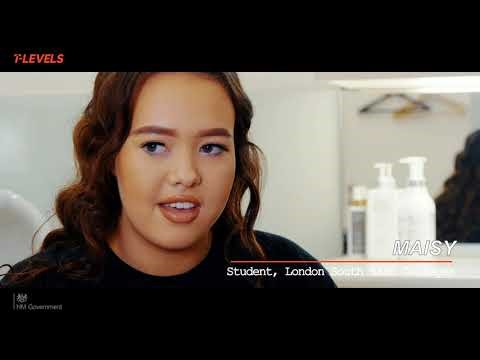 T-LEVELS
MAISY
Student, London South
HM Government